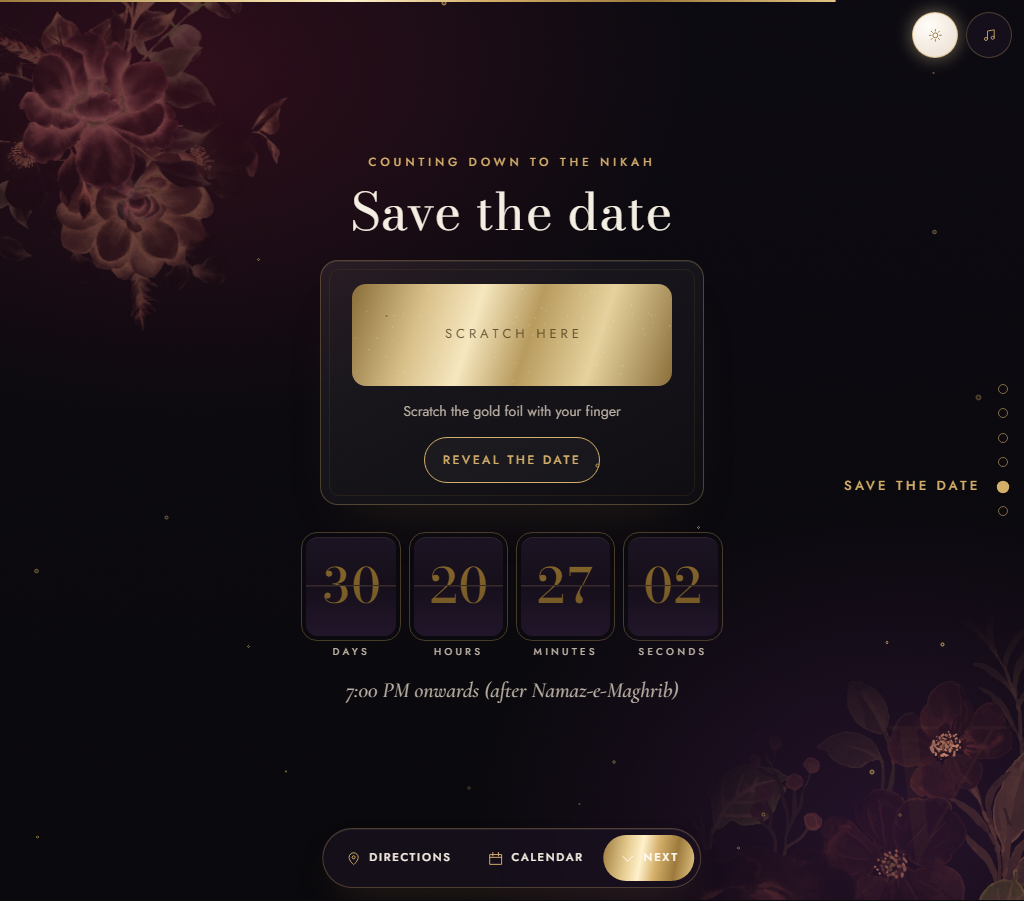 COUNTING DOWN TO THE NIKAH
Save the date
SCRATCH HERE
Scratch the gold foil with your finger
REVEAL THE DATE
SAVE THE DATE
30 20 27 02
DAYS HOURS MINUTES SECONDS
7:00 PM onwards (after Namaz-e-Maghrib)
DIRECTIONS CALENDAR NEXT